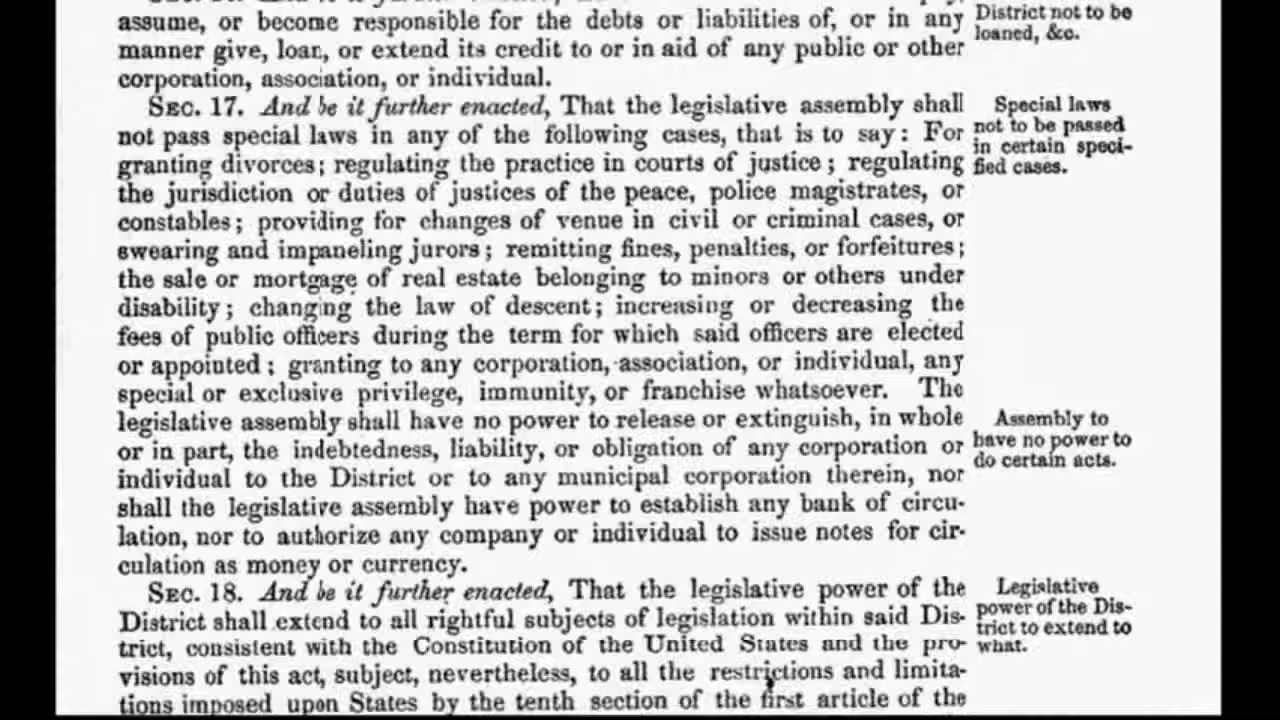 assume, or become responsible for the debts or liabilities of, or in any
manner give, loan, or extend its credit to or in aid of any public or other
corporation, association, or individual.
District not to be
loaned, &c.
SEC. 17. And be it further enacted, That the legislative assembly shall
not pass special laws in any of the following cases, that is to say: For
granting divorces; regulating the practice in courts of justice; regulating
the jurisdiction or duties of justices of the peace, police magistrates, or
constables; providing for changes of venue in civil or criminal cases, or
swearing and impaneling jurors; remitting fines, penalties, or forfeitures;
the sale or mortgage of real estate belonging to minors or others under
disability; changing the law of descent; increasing or decreasing the
fees of public officers during the term for which said officers are elected
or appointed; granting to any corporation, association, or individual, any
special or exclusive privilege, immunity, or franchise whatsoever. The
legislative assembly shall have no power to release or extinguish, in whole
or in part, the indebtedness, liability, or obligation of any corporation or
individual to the District or to any municipal corporation therein, nor
shall the legislative assembly have power to establish any bank of circu-
lation, nor to authorize any company or individual to issue notes for cir-
culation as money or currency.
Special laws
not to be passed
in certain speci-
fied cases.
Assembly to
have no power to
do certain acts.
SEC. 18. And be it further enacted, That the legislative power of the
District shall extend to all rightful subjects of legislation within said Dis-
trict, consistent with the Constitution of the United States and the pro-
visions of this act, subject, nevertheless, to all the restrictions and limita-
tions imposed upon States by the tenth section of the first article of the
Legislative
power of the Dis-
trict to extend to
what.